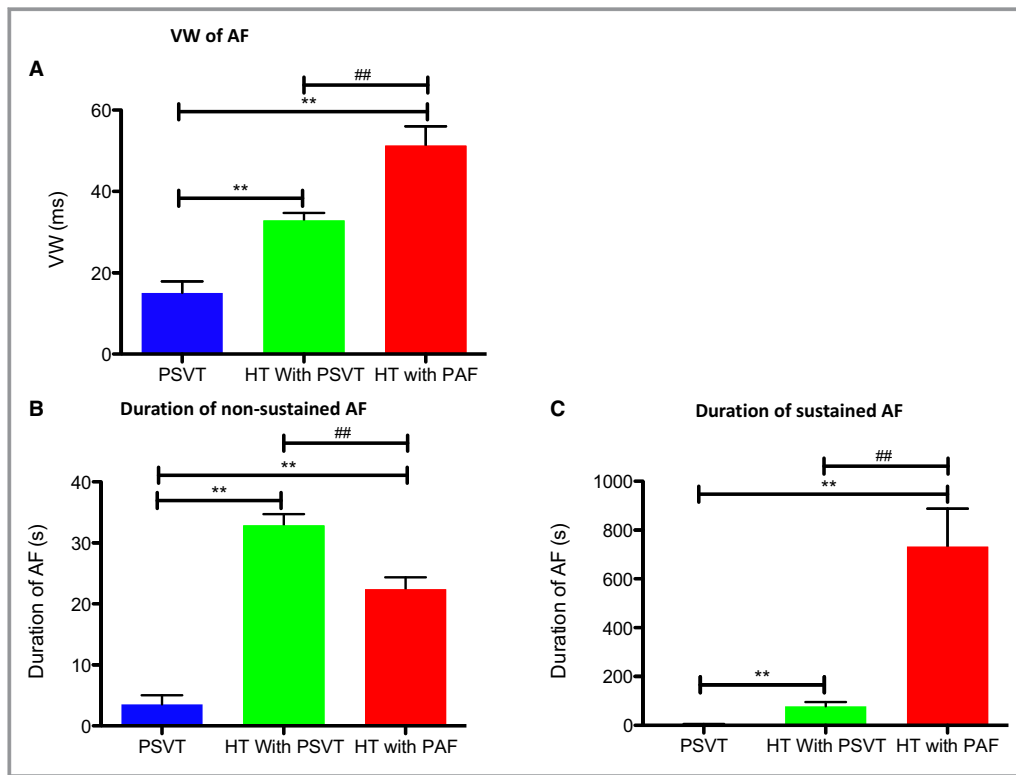 VW of AF
A
##
**
**
60
40
20
0
VW (ms)
PSVT
HT With PSVT
HT with PAF
B
Duration of non-sustained AF
##
**
**
40
30
20
10
0
Duration of AF (s)
PSVT
HT With PSVT
HT with PAF
C
Duration of sustained AF
##
**
**
1000
800
600
400
200
0
Duration of AF (s)
PSVT
HT With PSVT
HT with PAF